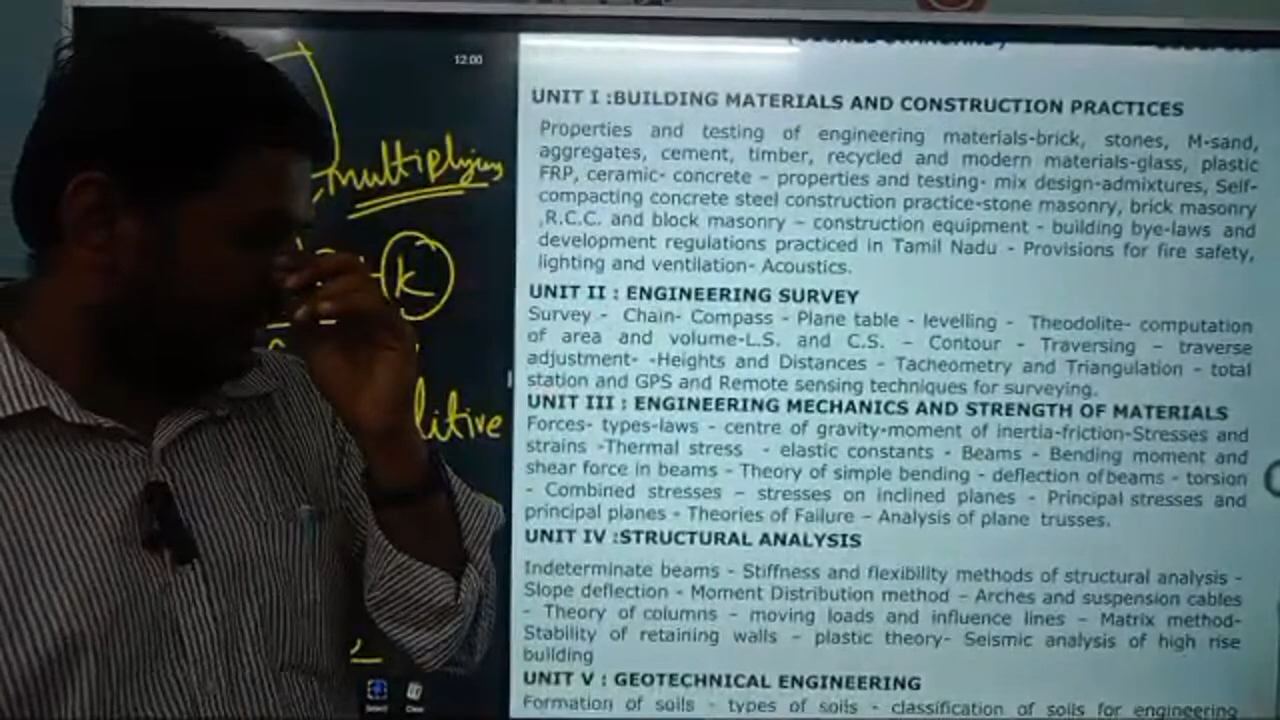 12:00
multiplying
k
litive
UNIT I :BUILDING MATERIALS AND CONSTRUCTION PRACTICES
Properties and testing of engineering materials-brick, stones, M-sand,
aggregates, cement, timber, recycled and modern materials-glass, plastic
FRP, ceramic- concrete – properties and testing- mix design-admixtures, Self-
compacting concrete steel construction practice-stone masonry, brick masonry
,R.C.C. and block masonry – construction equipment - building bye-laws and
development regulations practiced in Tamil Nadu - Provisions for fire safety,
lighting and ventilation- Acoustics.
UNIT II : ENGINEERING SURVEY
Survey - Chain- Compass - Plane table - levelling - Theodolite- computation
of area and volume-L.S. and C.S. – Contour - Traversing – traverse
adjustment- -Heights and Distances - Tacheometry and Triangulation - total
station and GPS and Remote sensing techniques for surveying.
UNIT III : ENGINEERING MECHANICS AND STRENGTH OF MATERIALS
Forces- types-laws - centre of gravity-moment of inertia-friction-Stresses and
strains -Thermal stress - elastic constants - Beams - Bending moment and
shear force in beams - Theory of simple bending - deflection of beams - torsion
- Combined stresses – stresses on inclined planes - Principal stresses and
principal planes - Theories of Failure – Analysis of plane trusses.
UNIT IV :STRUCTURAL ANALYSIS
Indeterminate beams - Stiffness and flexibility methods of structural analysis -
Slope deflection - Moment Distribution method – Arches and suspension cables
- Theory of columns – moving loads and influence lines – Matrix method-
Stability of retaining walls – plastic theory- Seismic analysis of high rise
building
UNIT V : GEOTECHNICAL ENGINEERING
Formation of soils - types of soils - classification of soils for engineering
Select